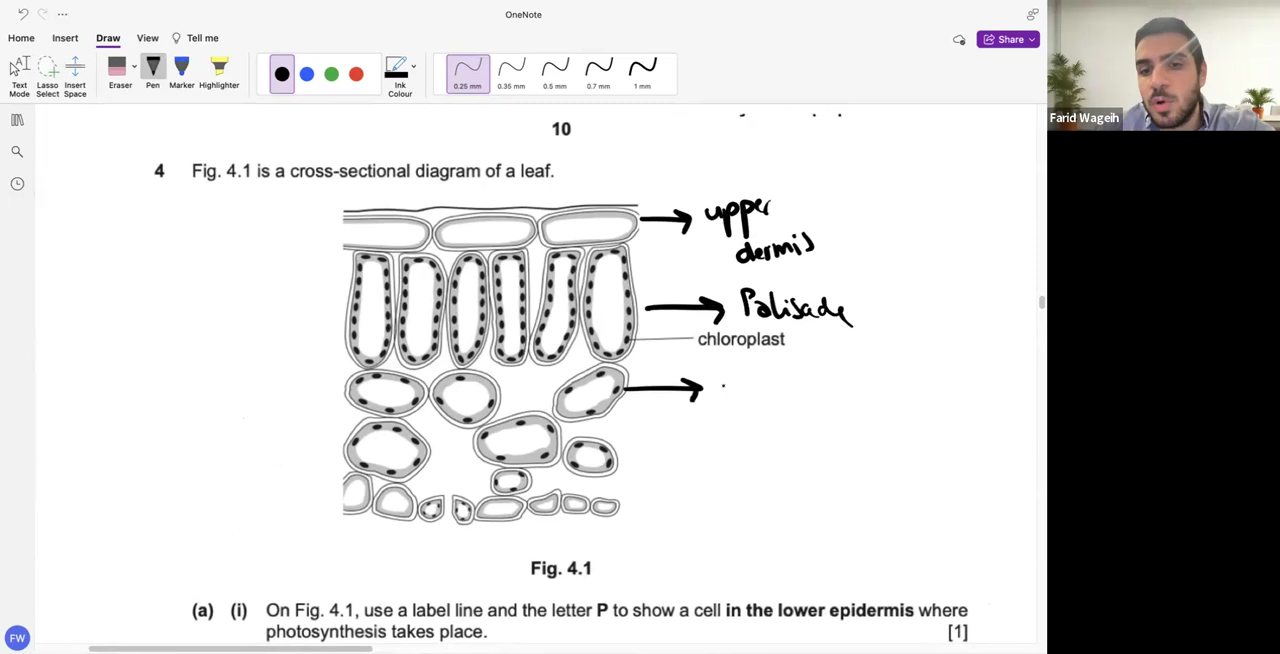 OneNote
Home Insert Draw View Tell me
Share
Text Mode
Lasso Select
Insert Space
Eraser
Pen
Marker
Highlighter
Ink Colour
0.25 mm
0.35 mm
0.5 mm
0.7 mm
1 mm
Farid Wageih
10
4 Fig. 4.1 is a cross-sectional diagram of a leaf.
upper
dermis
Palisade
chloroplast
Fig. 4.1
(a) (i) On Fig. 4.1, use a label line and the letter P to show a cell in the lower epidermis where
photosynthesis takes place. [1]
FW